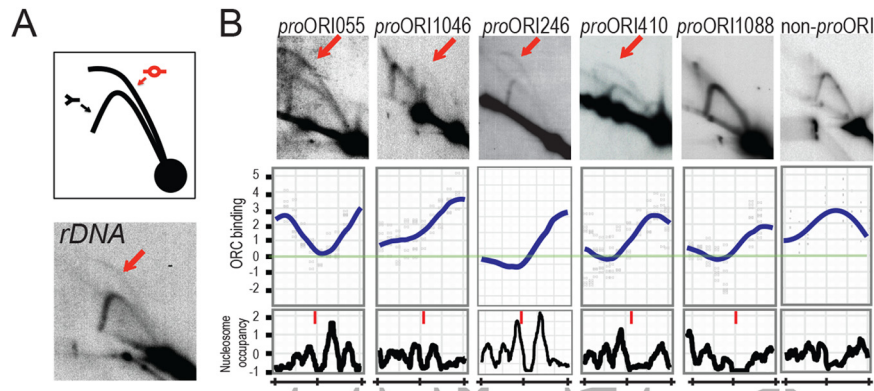 A
B
proORI055 proORI1046 proORI246 proORI410 proORI1088 non-proORI
rDNA
ORC binding
5
4
3
2
1
0
-1
-2
Nucleosome
occupancy
2
1
0
-1